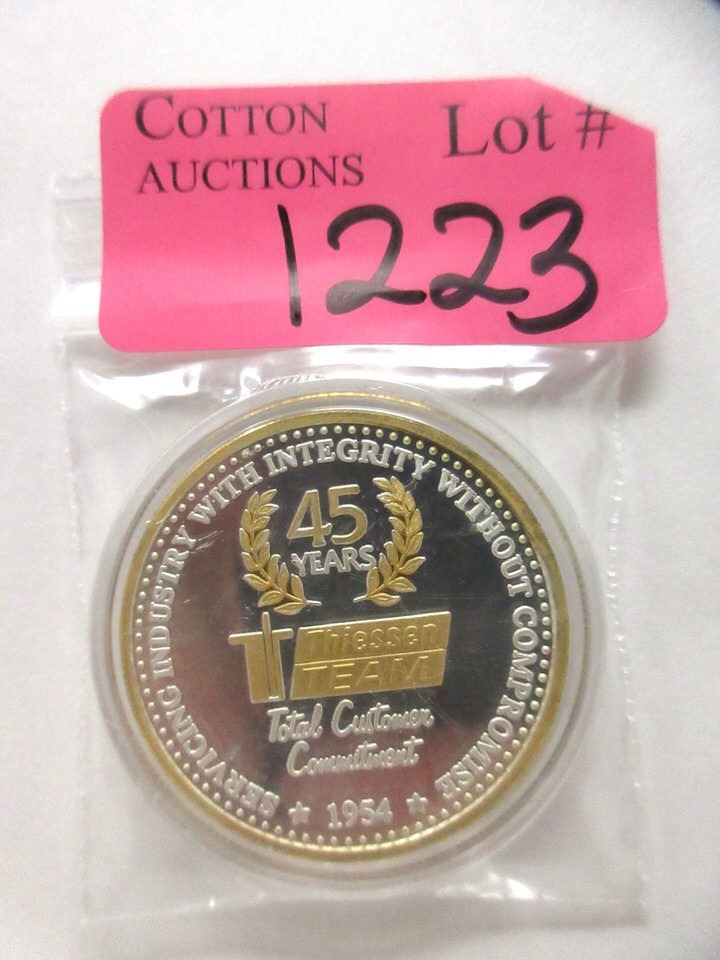 COTTON AUCTIONS
Lot #
1223
SERVICING INDUSTRY WITH INTEGRITY WITHOUT COMPROMISE
45
YEARS
Thiessen
TEAM
Total Customer
Commitment
1954